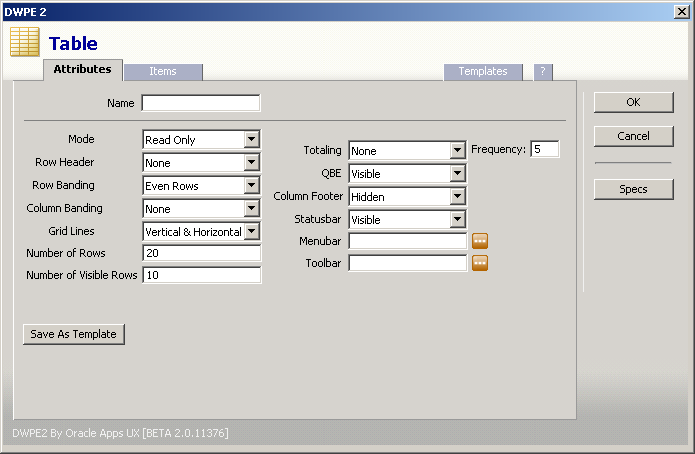 DWPE 2
Table
Attributes Items Templates ?
Name
Mode Read Only
Row Header None
Row Banding Even Rows
Column Banding None
Grid Lines Vertical & Horizontal
Number of Rows 20
Number of Visible Rows 10
Totaling None Frequency: 5
QBE Visible
Column Footer Hidden
Statusbar Visible
Menubar
Toolbar
Save As Template
OK
Cancel
Specs
DWPE2 By Oracle Apps UX [BETA 2.0.11376]